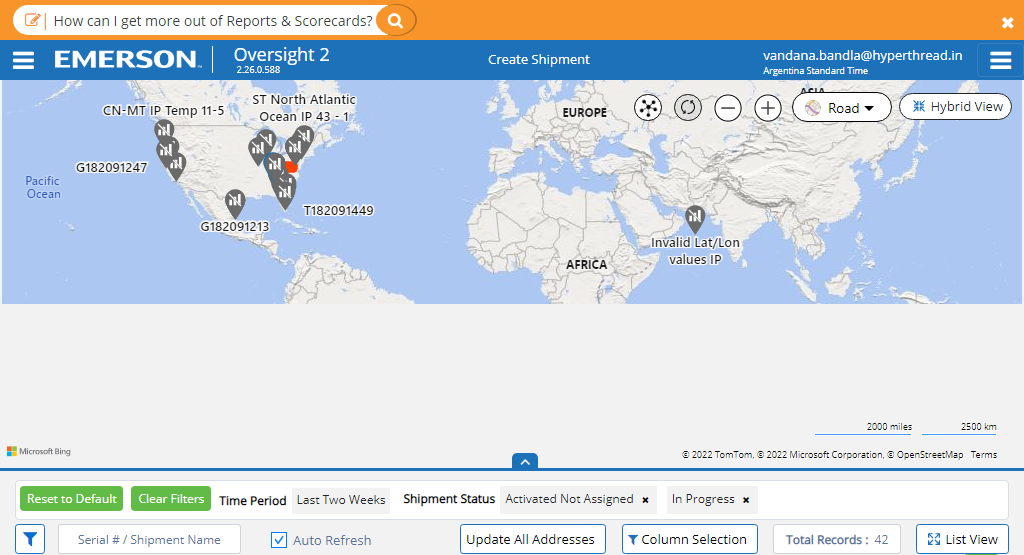 How can I get more out of Reports & Scorecards?
EMERSON
Oversight 2
2.26.0.588
Create Shipment
vandana.bandla@hyperthread.in
Argentina Standard Time
ASIA
ST North Atlantic
Ocean IP 43 - 1
CN-MT IP Temp 11-5
EUROPE
Road
Hybrid View
G182091247
Pacific
Ocean
T182091449
G182091213
Invalid Lat/Lon
values IP
AFRICA
2000 miles
2500 km
Microsoft Bing
© 2022 TomTom, © 2022 Microsoft Corporation, © OpenStreetMap Terms
Reset to Default
Clear Filters
Time Period
Last Two Weeks
Shipment Status
Activated Not Assigned ×
In Progress ×
Serial # / Shipment Name
Auto Refresh
Update All Addresses
Column Selection
Total Records : 42
List View